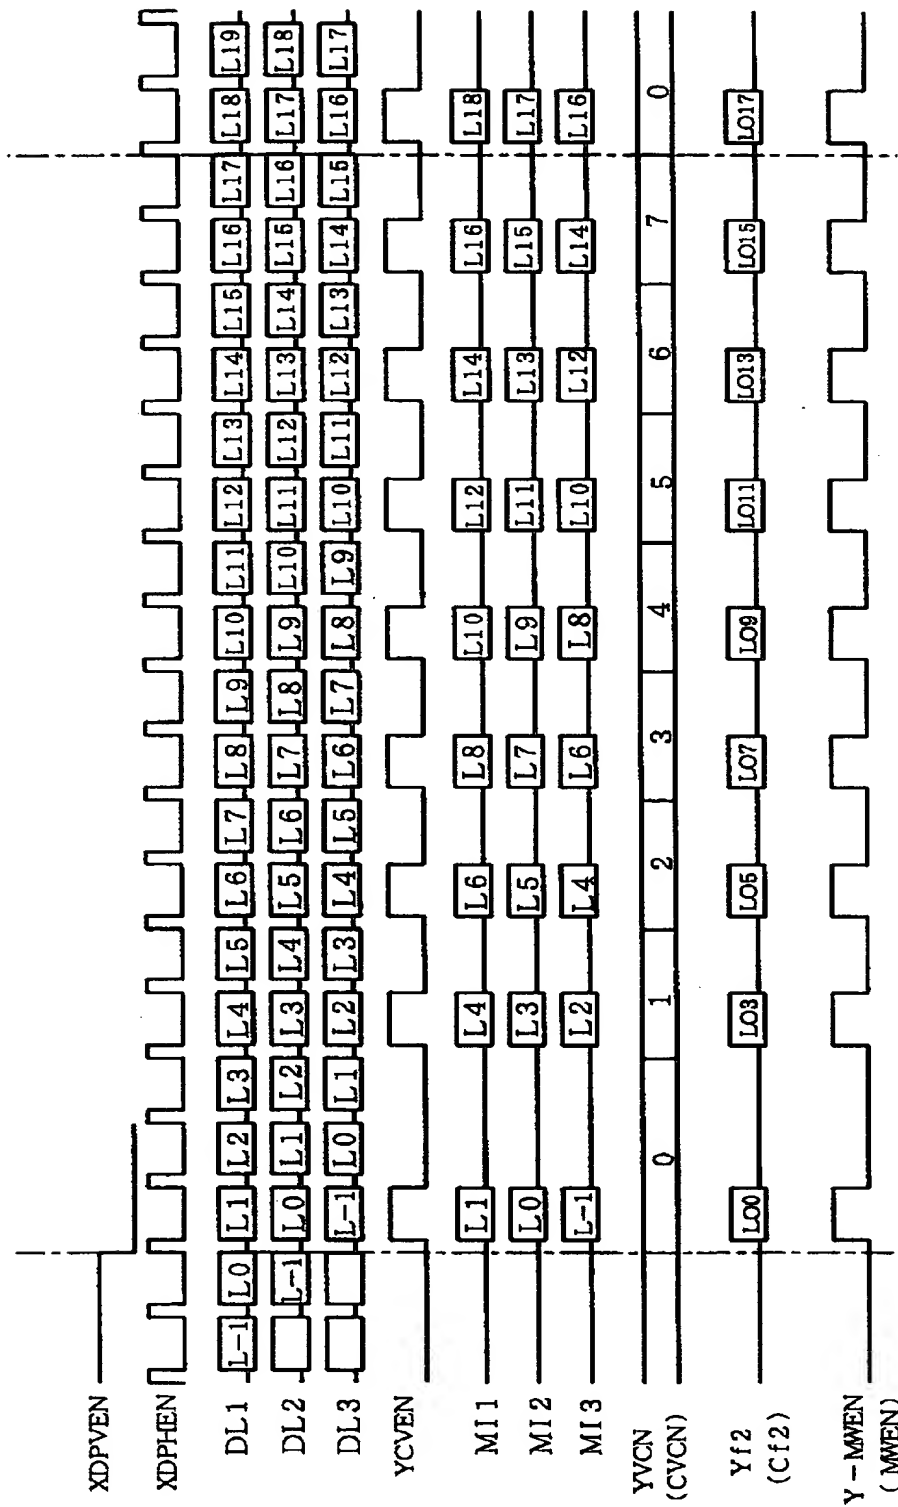 XDPVEN
XDPHEN
DL1 L-1 L0 L1 L2 L3 L4 L5 L6 L7 L8 L9 L10 L11 L12 L13 L14 L15 L16 L17 L18 L19
DL2 L-1 L0 L1 L2 L3 L4 L5 L6 L7 L8 L9 L10 L11 L12 L13 L14 L15 L16 L17 L18
DL3 L-1 L0 L1 L2 L3 L4 L5 L6 L7 L8 L9 L10 L11 L12 L13 L14 L15 L16 L17
YCVEN
MI1 L1 L4 L6 L8 L10 L12 L14 L16 L18
MI2 L0 L3 L5 L7 L9 L11 L13 L15 L17
MI3 L-1 L2 L4 L6 L8 L10 L12 L14 L16
YVCN 0 1 2 3 4 5 6 7 0
(CVCN)
Yf2 LO0 LO3 LO5 LO7 LO9 LO11 LO13 LO15 LO17
(Cf2)
Y-MWEN
(MWEN)